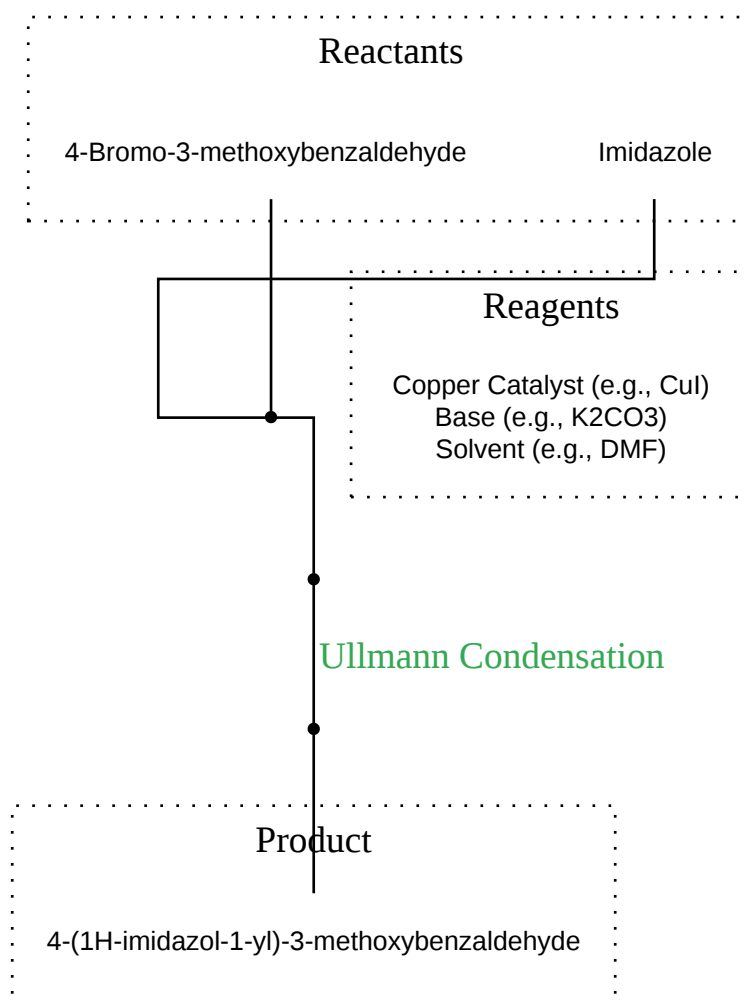 Reactants
4-Bromo-3-methoxybenzaldehyde
Imidazole
Reagents
Copper Catalyst (e.g., CuI)
Base (e.g., K2CO3)
Solvent (e.g., DMF)
Ullmann Condensation
Product
4-(1H-imidazol-1-yl)-3-methoxybenzaldehyde